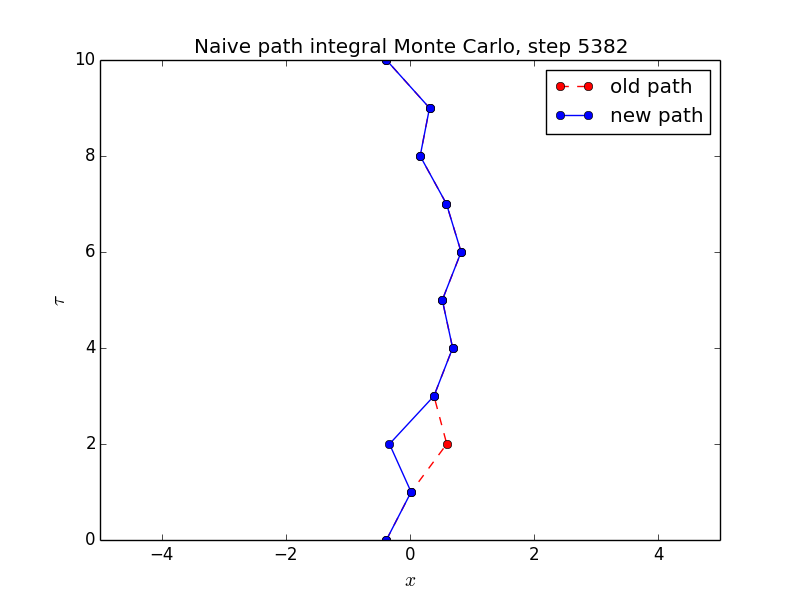 Naive path integral Monte Carlo, step 5382
10
8
6
4
2
0
τ
old path
new path
−4 −2 0 2 4
x